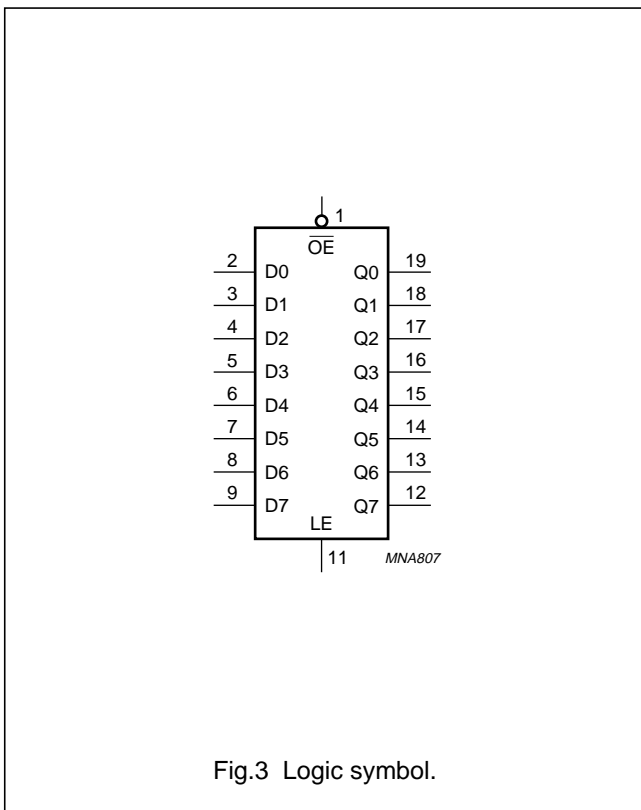 1
OE
2 D0 Q0 19
3 D1 Q1 18
4 D2 Q2 17
5 D3 Q3 16
6 D4 Q4 15
7 D5 Q5 14
8 D6 Q6 13
9 D7 Q7 12
LE
11 MNA807
Fig.3 Logic symbol.